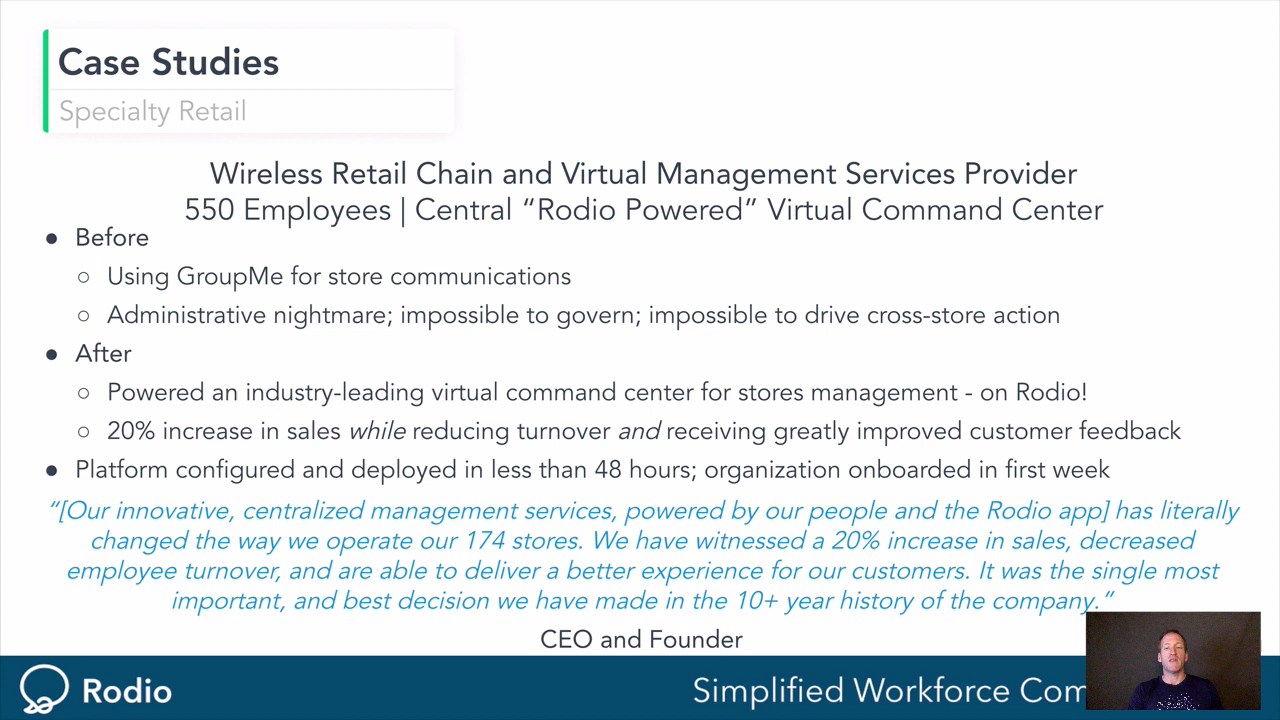 Case Studies
Specialty Retail
Wireless Retail Chain and Virtual Management Services Provider
550 Employees | Central “Rodio Powered” Virtual Command Center
● Before
○ Using GroupMe for store communications
○ Administrative nightmare; impossible to govern; impossible to drive cross-store action
● After
○ Powered an industry-leading virtual command center for stores management - on Rodio!
○ 20% increase in sales while reducing turnover and receiving greatly improved customer feedback
● Platform configured and deployed in less than 48 hours; organization onboarded in first week
“[Our innovative, centralized management services, powered by our people and the Rodio app] has literally
changed the way we operate our 174 stores. We have witnessed a 20% increase in sales, decreased
employee turnover, and are able to deliver a better experience for our customers. It was the single most
important, and best decision we have made in the 10+ year history of the company.”
CEO and Founder
Rodio
Simplified Workforce Com